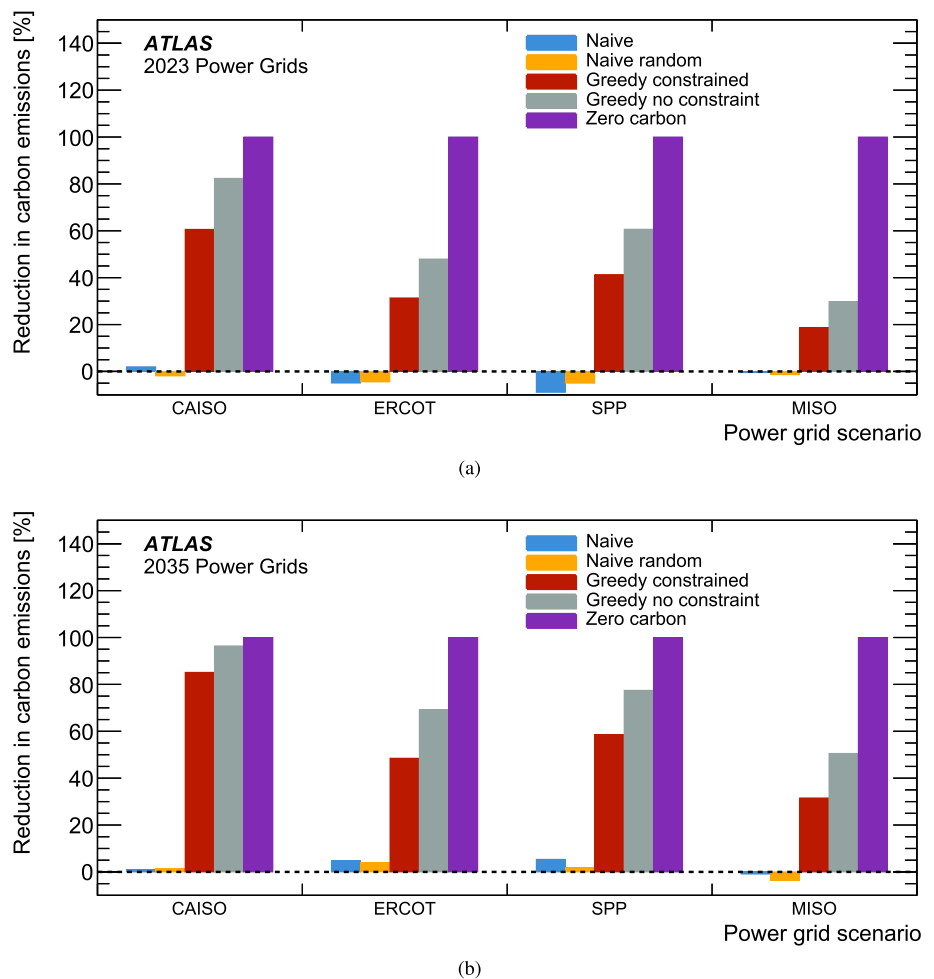 Reduction in carbon emissions [%]
140
120
100
80
60
40
20
0
ATLAS
2023 Power Grids
Naive
Naive random
Greedy constrained
Greedy no constraint
Zero carbon
CAISO ERCOT SPP MISO
Power grid scenario
(a)
Reduction in carbon emissions [%]
140
120
100
80
60
40
20
0
ATLAS
2035 Power Grids
Naive
Naive random
Greedy constrained
Greedy no constraint
Zero carbon
CAISO ERCOT SPP MISO
Power grid scenario
(b)